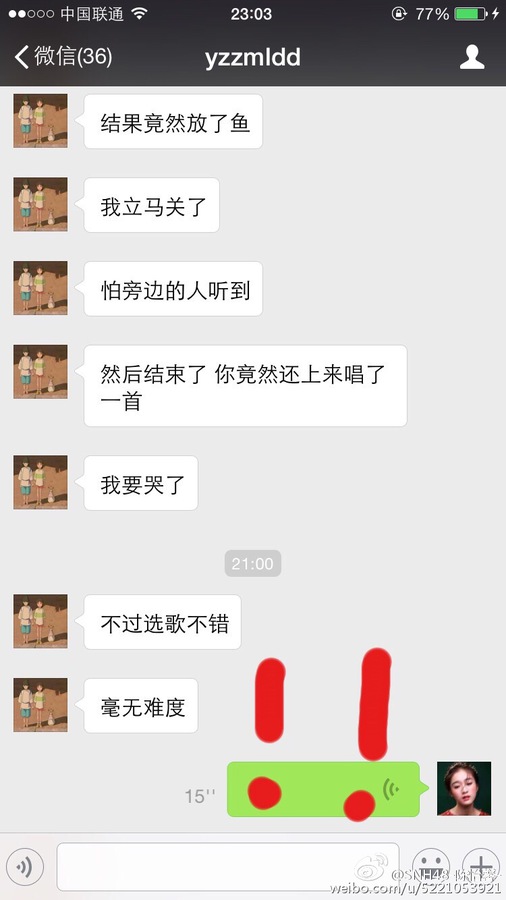 中国联通 23:03 77%
微信(36) yzzmldd
结果竟然放了鱼
我立马关了
怕旁边的人听到
然后结束了 你竟然还上来唱了
一首
我要哭了
21:00
不过选歌不错
毫无难度
15''
@SNH48-陈怡馨-
weibo.com/u/5221053921